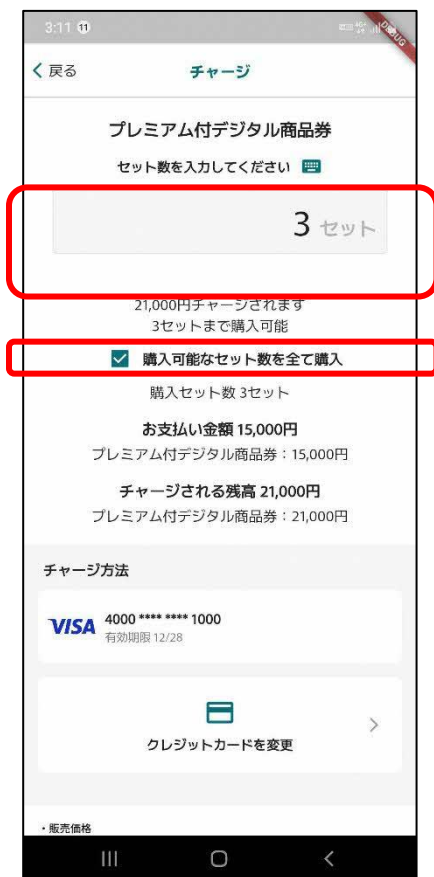 3:11 11
DEBUG
戻る チャージ
プレミアム付デジタル商品券
セット数を入力してください
3 セット
21,000円チャージされます
3セットまで購入可能
購入可能なセット数を全て購入
購入セット数 3セット
お支払い金額 15,000円
プレミアム付デジタル商品券：15,000円
チャージされる残高 21,000円
プレミアム付デジタル商品券：21,000円
チャージ方法
VISA 4000 **** **** 1000
有効期限 12/28
クレジットカードを変更
・販売価格